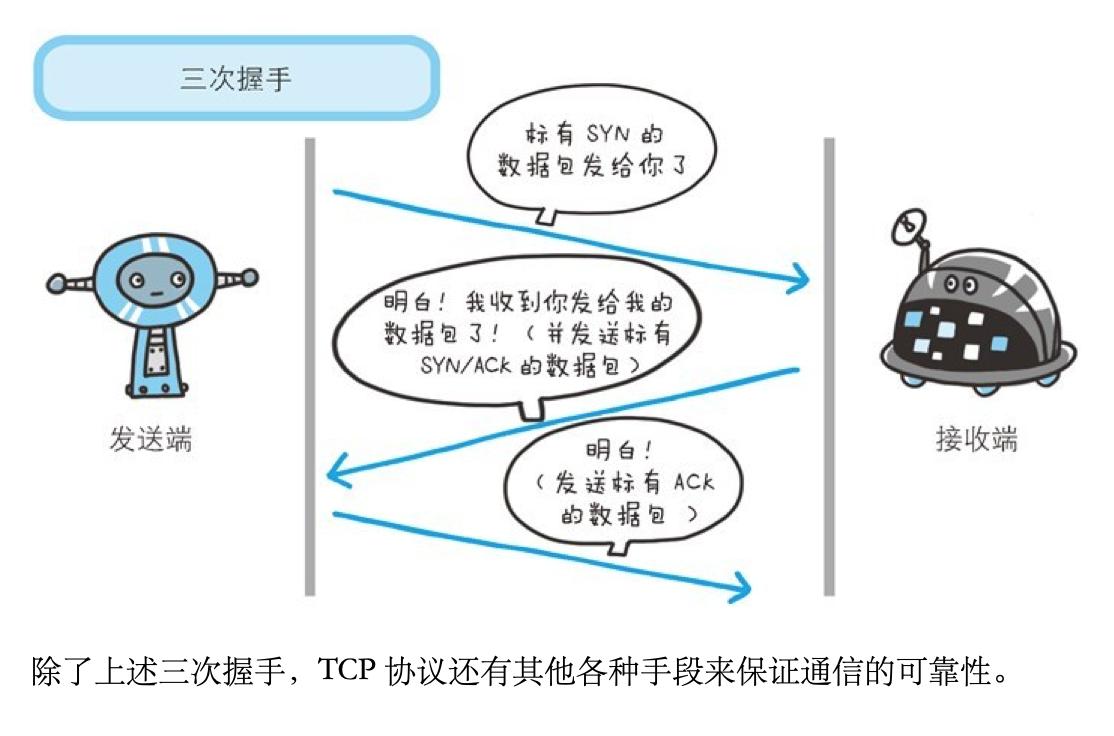 三次握手
标有 SYN 的
数据包发给你了
明白！我收到你发给我的
数据包了！（并发送标有
SYN/ACK 的数据包）
发送端
接收端
明白！
（发送标有 ACK
的数据包 ）
除了上述三次握手，TCP 协议还有其他各种手段来保证通信的可靠性。